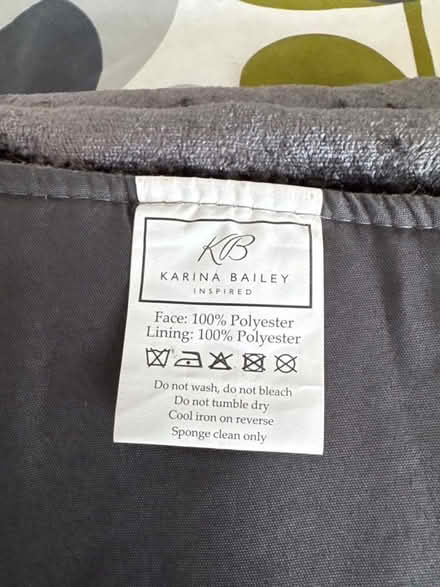 KB
KARINA BAILEY
INSPIRED
Face: 100% Polyester
Lining: 100% Polyester
Do not wash, do not bleach
Do not tumble dry
Cool iron on reverse
Sponge clean only